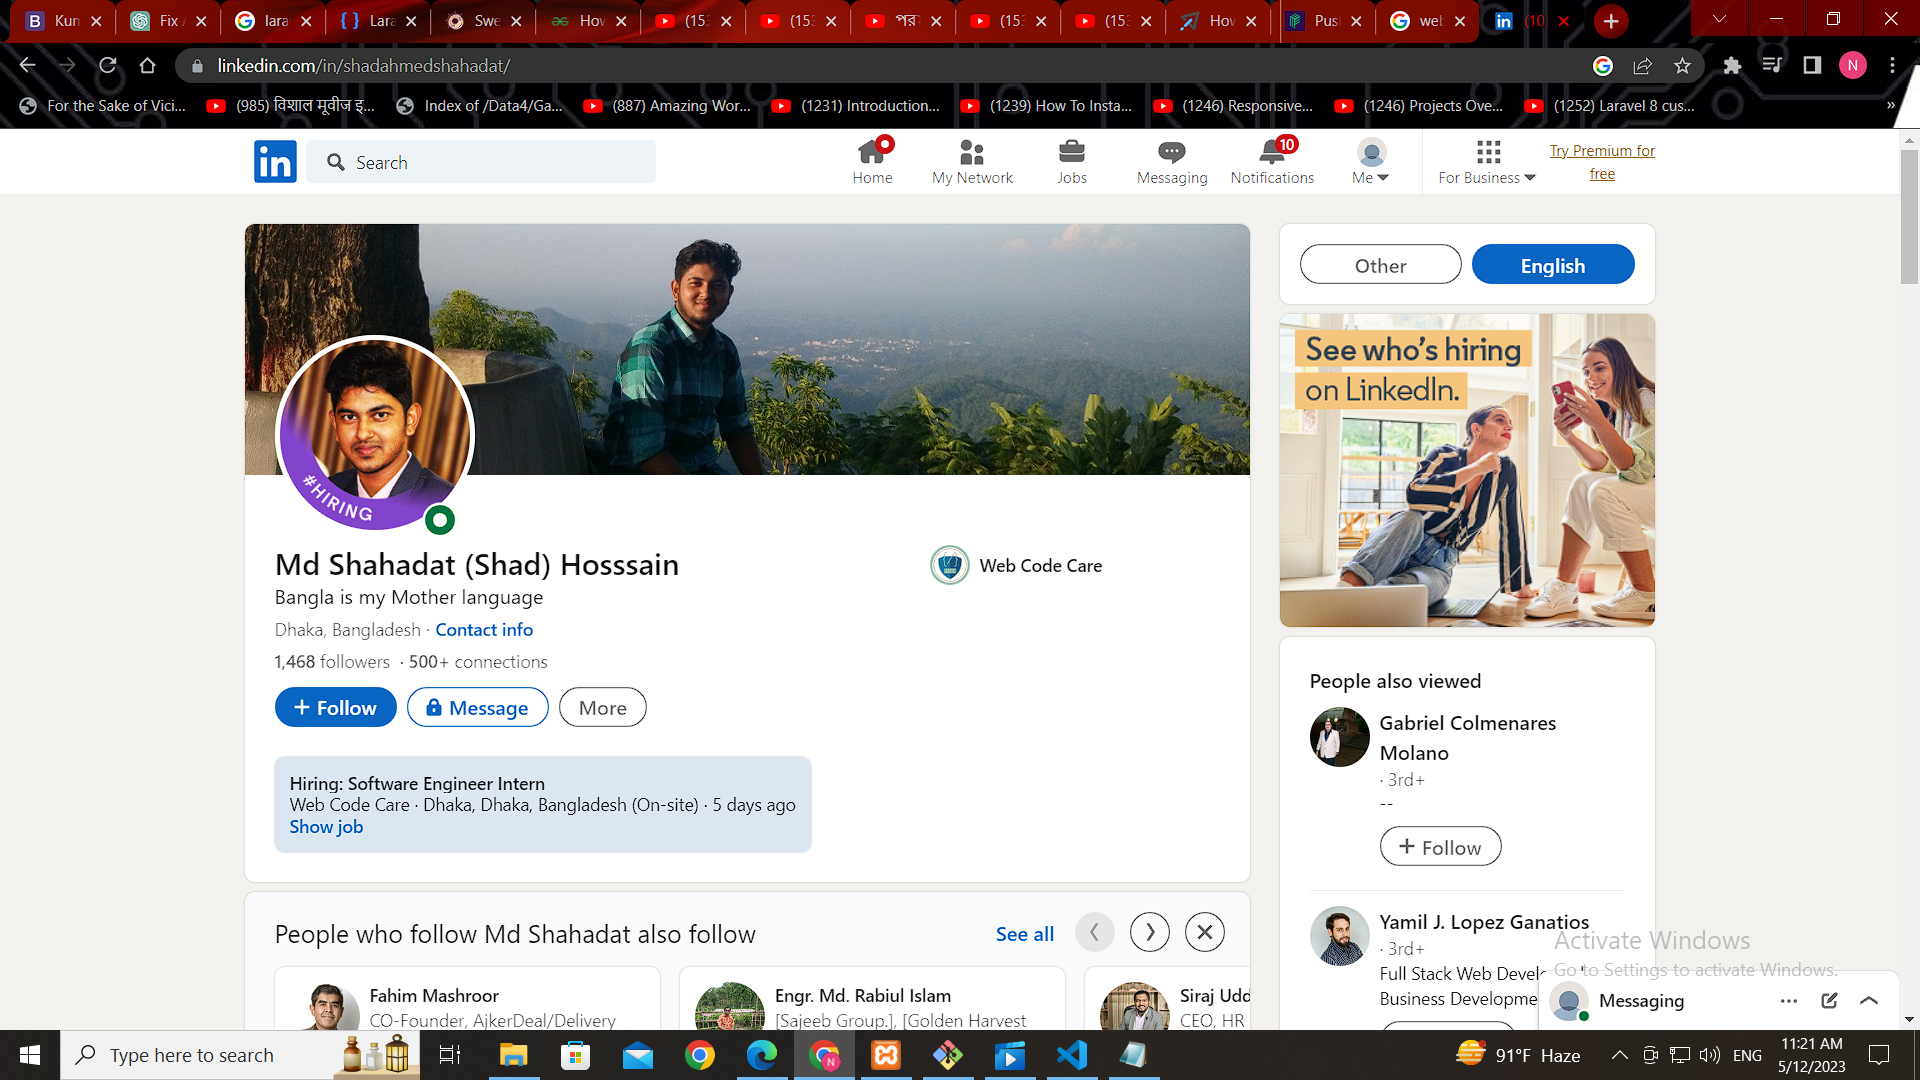 Kun
Fix
lara
Lara
Swe
How
(153
(153
পর
(153
(153
How
Pus
web
(10
linkedin.com/in/shadahmedshahadat/
N
For the Sake of Vici...
(985) विशाल मूवीज इ...
Index of /Data4/Ga...
(887) Amazing Wor...
(1231) Introduction...
(1239) How To Insta...
(1246) Responsive...
(1246) Projects Ove...
(1252) Laravel 8 cus...
»
in
Search
Home
My Network
Jobs
Messaging
10
Notifications
Me
For Business
Try Premium for
free
#HIRING
Md Shahadat (Shad) Hosssain
Bangla is my Mother language
Dhaka, Bangladesh · Contact info
1,468 followers · 500+ connections
+ Follow
Message
More
Web Code Care
Hiring: Software Engineer Intern
Web Code Care · Dhaka, Dhaka, Bangladesh (On-site) · 5 days ago
Show job
People who follow Md Shahadat also follow
See all
Fahim Mashroor
CO-Founder, AjkerDeal/Delivery
Engr. Md. Rabiul Islam
[Sajeeb Group.], [Golden Harvest
Siraj Udd
CEO, HR
Other
English
See who's hiring
on LinkedIn.
People also viewed
Gabriel Colmenares
Molano
· 3rd+
--
+ Follow
Yamil J. Lopez Ganatios
· 3rd+
Full Stack Web Develo
Business Developme
Activate Windows
Go to Settings to activate Windows.
Messaging
Type here to search
N
91°F Haze
ENG
11:21 AM
5/12/2023